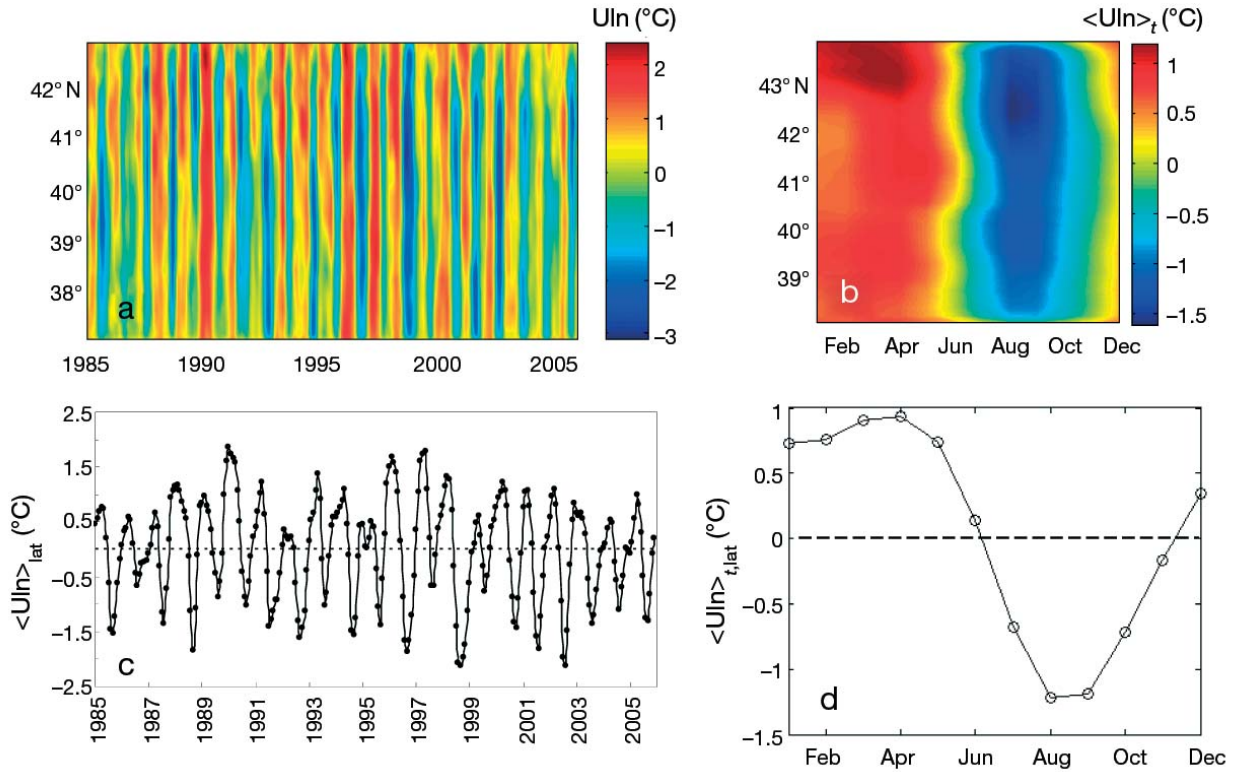 UIn (°C)
2
1
0
−1
−2
−3
42° N
41°
40°
39°
38°
a
1985 1990 1995 2000 2005
<UIn>t (°C)
1
0.5
0
−0.5
−1
−1.5
43° N
42°
41°
40°
39°
b
Feb Apr Jun Aug Oct Dec
<UIn>lat (°C)
2.5
1.5
0.5
−0.5
−1.5
−2.5
c
1985 1987 1989 1991 1993 1995 1997 1999 2001 2003 2005
<UIn>t,lat (°C)
1
0.5
0
−0.5
−1
−1.5
d
Feb Apr Jun Aug Oct Dec